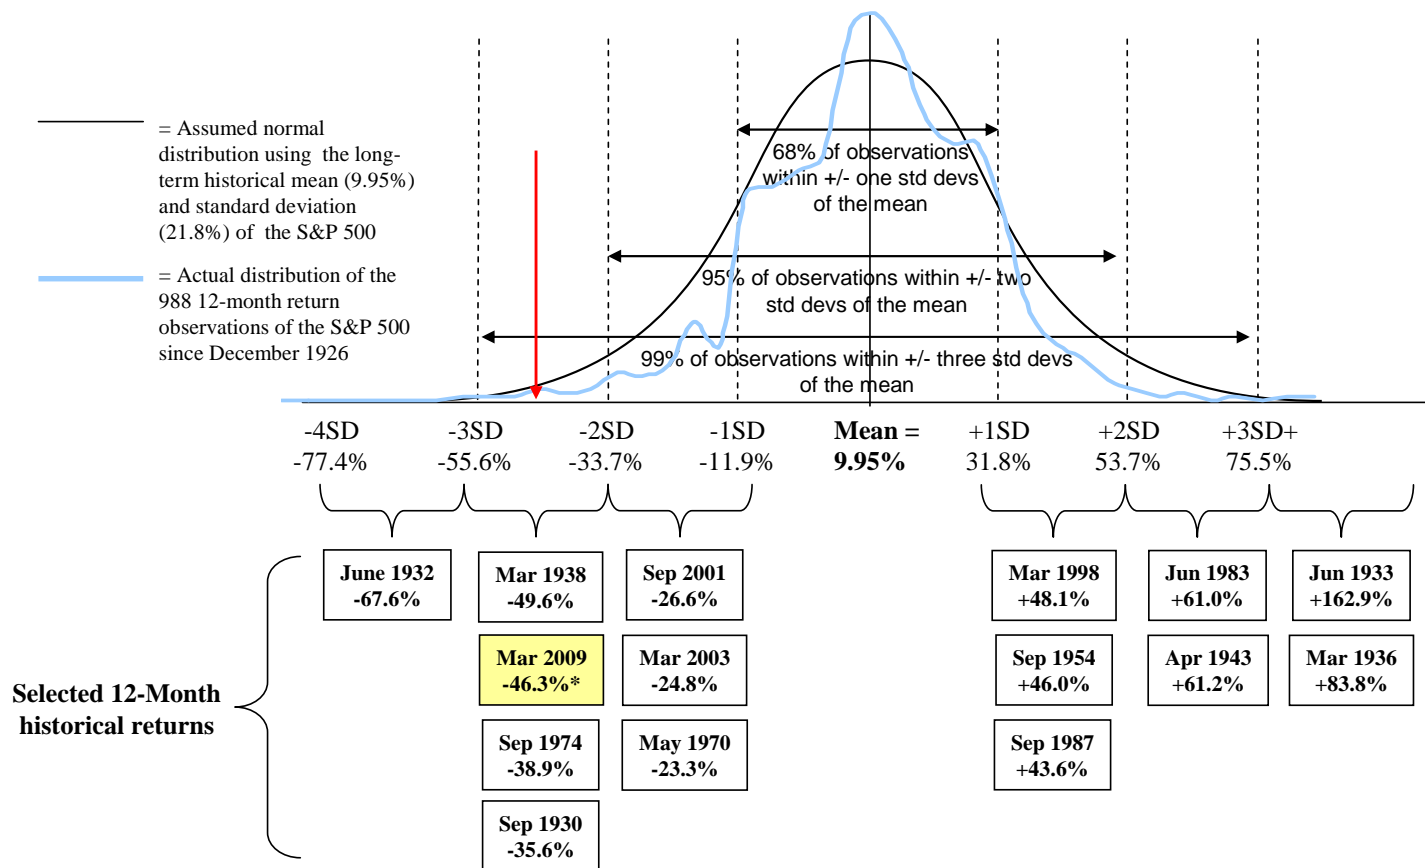 = Assumed normal
distribution using the long-
term historical mean (9.95%)
and standard deviation
(21.8%) of the S&P 500
= Actual distribution of the
988 12-month return
observations of the S&P 500
since December 1926
68% of observations
within +/- one std devs
of the mean
95% of observations within +/- two
std devs of the mean
99% of observations within +/- three std devs
of the mean
-4SD
-77.4%
-3SD
-55.6%
-2SD
-33.7%
-1SD
-11.9%
Mean =
9.95%
+1SD
31.8%
+2SD
53.7%
+3SD+
75.5%
Selected 12-Month
historical returns
June 1932
-67.6%
Mar 1938
-49.6%
Mar 2009
-46.3%*
Sep 1974
-38.9%
Sep 1930
-35.6%
Sep 2001
-26.6%
Mar 2003
-24.8%
May 1970
-23.3%
Mar 1998
+48.1%
Sep 1954
+46.0%
Sep 1987
+43.6%
Jun 1983
+61.0%
Apr 1943
+61.2%
Jun 1933
+162.9%
Mar 1936
+83.8%